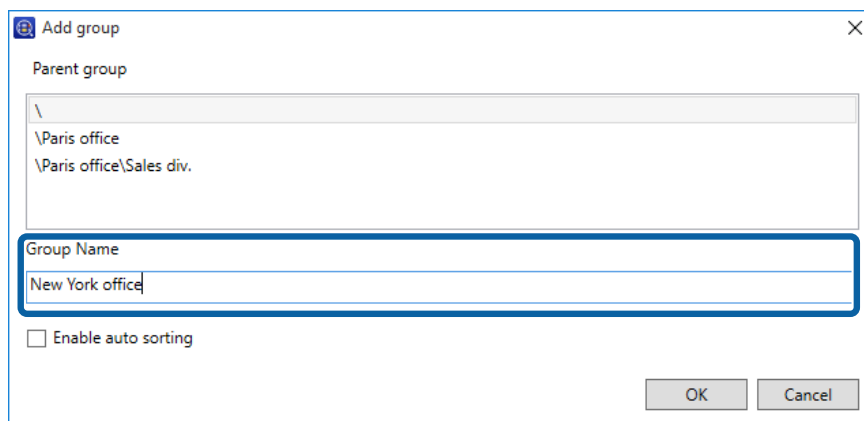 Add group
Parent group
\
\Paris office
\Paris office\Sales div.
Group Name
New York office
Enable auto sorting
OK Cancel